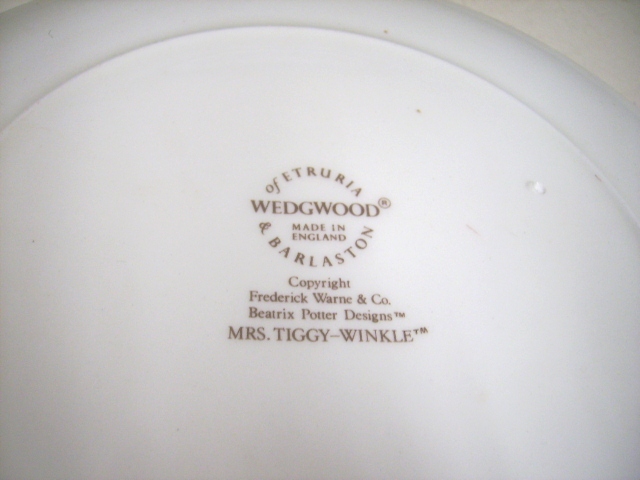 of ETRURIA
WEDGWOOD®
MADE IN
ENGLAND
& BARLASTON
Copyright
Frederick Warne & Co.
Beatrix Potter Designs™
MRS. TIGGY–WINKLE™